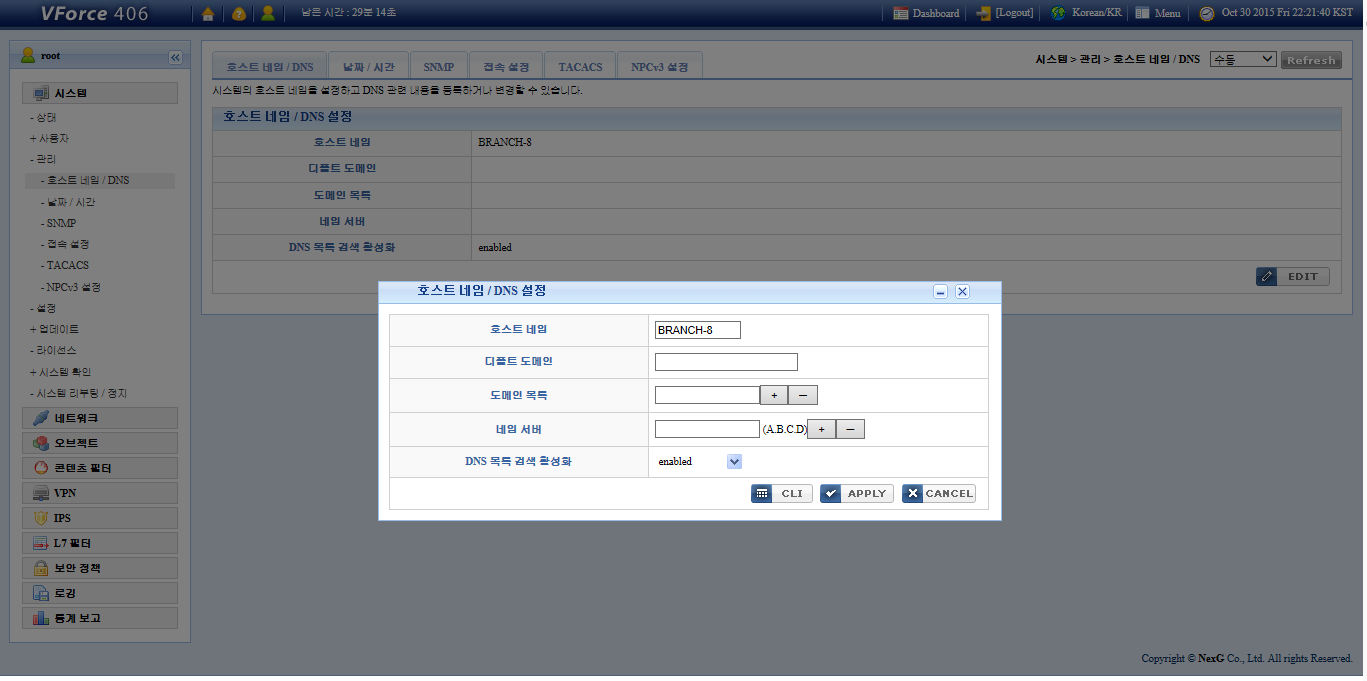 VForce 406
남은 시간 : 29분 14초
Dashboard
[Logout]
Korean/KR
Menu
Oct 30 2015 Fri 22:21:40 KST
root
시스템
- 상태
+ 사용자
- 관리
- 호스트 네임 / DNS
- 날짜 / 시간
- SNMP
- 접속 설정
- TACACS
- NPCv3 설정
- 설정
+ 업데이트
- 라이센스
+ 시스템 확인
- 시스템 리부팅 / 정지
네트워크
오브젝트
콘텐츠 필터
VPN
IPS
L7 필터
보안 정책
로깅
통계 보고
호스트 네임 / DNS
날짜 / 시간
SNMP
접속 설정
TACACS
NPCv3 설정
시스템 > 관리 > 호스트 네임 / DNS
수동
Refresh
시스템의 호스트 네임을 설정하고 DNS 관련 내용을 등록하거나 변경할 수 있습니다.
호스트 네임 / DNS 설정
호스트 네임 BRANCH-8
디폴트 도메인
도메인 목록
네임 서버
DNS 목록 검색 활성화 enabled
EDIT
호스트 네임 / DNS 설정
호스트 네임 BRANCH-8
디폴트 도메인
도메인 목록 + −
네임 서버 (A.B.C.D) + −
DNS 목록 검색 활성화 enabled
CLI APPLY CANCEL
Copyright © NexG Co., Ltd. All rights Reserved.